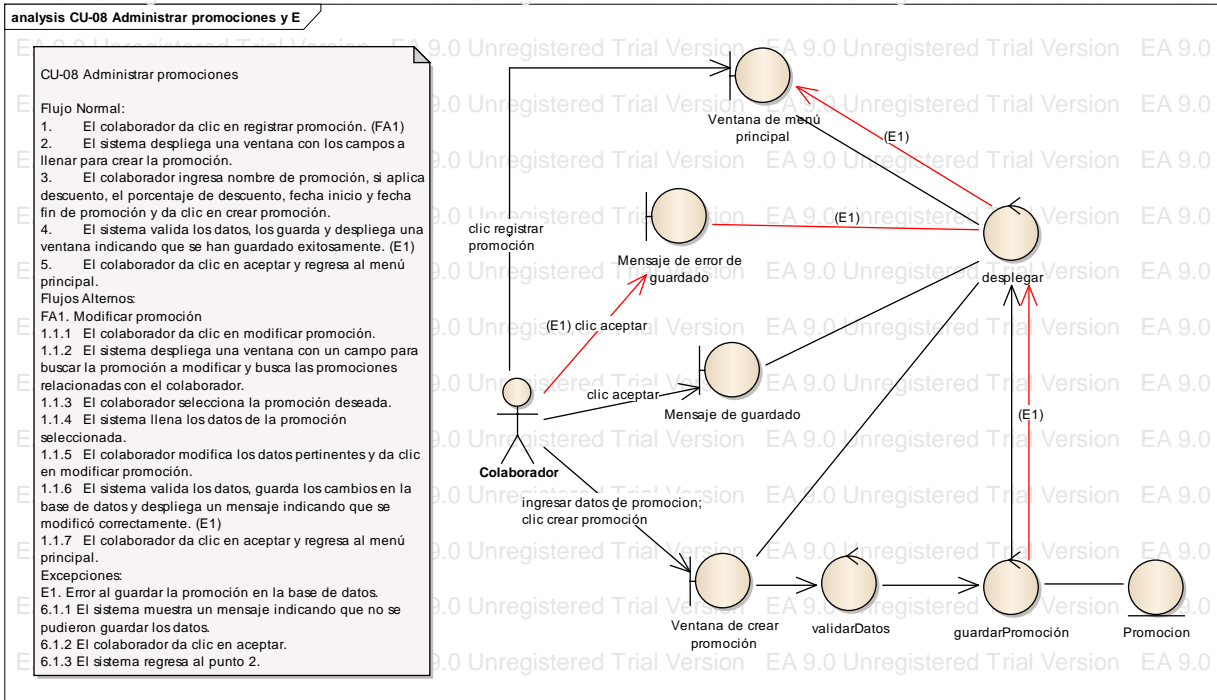 analysis CU-08 Administrar promociones y E
CU-08 Administrar promociones
Flujo Normal:
1. El colaborador da clic en registrar promoción. (FA1)
2. El sistema despliega una ventana con los campos a
llenar para crear la promoción.
3. El colaborador ingresa nombre de promoción, si aplica
descuento, el porcentaje de descuento, fecha inicio y fecha
fin de promoción y da clic en crear promoción.
4. El sistema valida los datos, los guarda y despliega una
ventana indicando que se han guardado exitosamente. (E1)
5. El colaborador da clic en aceptar y regresa al menú
principal.
Flujos Alternos:
FA1. Modificar promoción
1.1.1 El colaborador da clic en modificar promoción.
1.1.2 El sistema despliega una ventana con un campo para
buscar la promoción a modificar y busca las promociones
relacionadas con el colaborador.
1.1.3 El colaborador selecciona la promoción deseada.
1.1.4 El sistema llena los datos de la promoción
seleccionada.
1.1.5 El colaborador modifica los datos pertinentes y da clic
en modificar promoción.
1.1.6 El sistema valida los datos, guarda los cambios en la
base de datos y despliega un mensaje indicando que se
modificó correctamente. (E1)
1.1.7 El colaborador da clic en aceptar y regresa al menú
principal.
Excepciones:
E1. Error al guardar la promoción en la base de datos.
6.1.1 El sistema muestra un mensaje indicando que no se
pudieron guardar los datos.
6.1.2 El colaborador da clic en aceptar.
6.1.3 El sistema regresa al punto 2.
Ventana de menú
principal
(E1)
clic registrar
promoción
(E1)
Mensaje de error de
guardado
desplegar
(E1) clic aceptar
clic aceptar
Mensaje de guardado
(E1)
Colaborador
ingresar datos de promocion;
clic crear promoción
Ventana de crear
promoción
validarDatos
guardarPromoción
Promocion
EA 9.0 Unregistered Trial Version